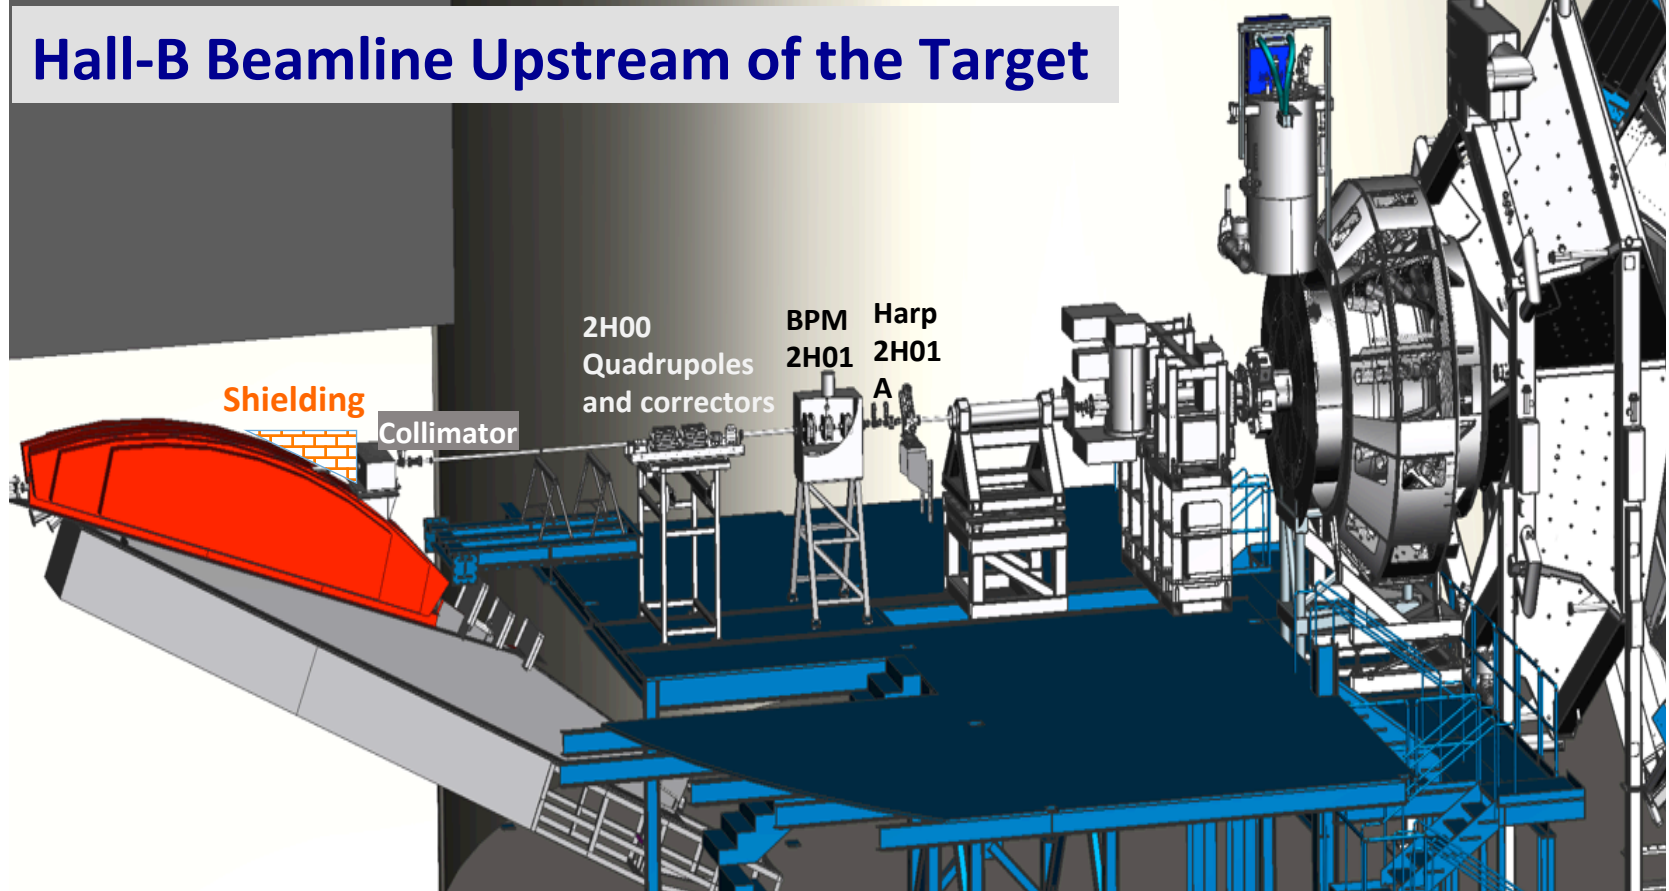 Hall-B Beamline Upstream of the Target
Shielding
Collimator
2H00
Quadrupoles
and correctors
BPM
2H01
Harp
2H01
A